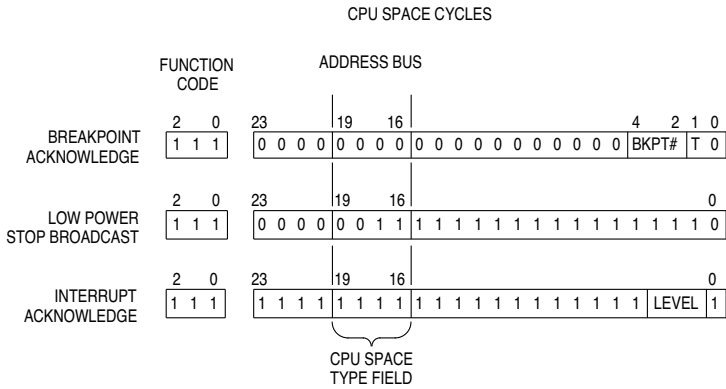 CPU SPACE CYCLES
FUNCTION
CODE
ADDRESS BUS
2 0 23 19 16 4 2 1 0
BREAKPOINT
ACKNOWLEDGE
1 1 1 0 0 0 0 0 0 0 0 0 0 0 0 0 0 0 0 0 0 0 BKPT# T 0
2 0 23 19 16 0
LOW POWER
STOP BROADCAST
1 1 1 0 0 0 0 0 0 1 1 1 1 1 1 1 1 1 1 1 1 1 1 1 1 1 0
2 0 23 19 16 0
INTERRUPT
ACKNOWLEDGE
1 1 1 1 1 1 1 1 1 1 1 1 1 1 1 1 1 1 1 1 1 1 1 LEVEL 1
CPU SPACE
TYPE FIELD